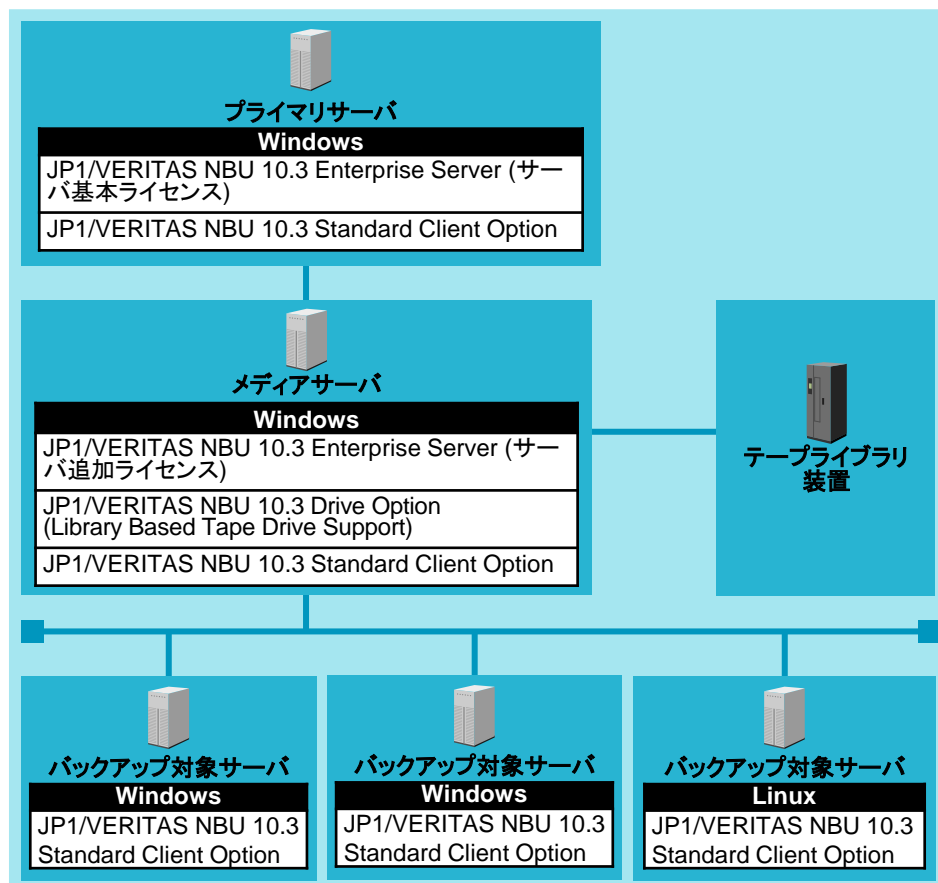 プライマリサーバ
Windows
JP1/VERITAS NBU 10.3 Enterprise Server (サー
バ基本ライセンス)
JP1/VERITAS NBU 10.3 Standard Client Option
メディアサーバ
Windows
JP1/VERITAS NBU 10.3 Enterprise Server (サー
バ追加ライセンス)
JP1/VERITAS NBU 10.3 Drive Option
(Library Based Tape Drive Support)
JP1/VERITAS NBU 10.3 Standard Client Option
テープライブラリ
装置
バックアップ対象サーバ
Windows
JP1/VERITAS NBU 10.3
Standard Client Option
バックアップ対象サーバ
Windows
JP1/VERITAS NBU 10.3
Standard Client Option
バックアップ対象サーバ
Linux
JP1/VERITAS NBU 10.3
Standard Client Option